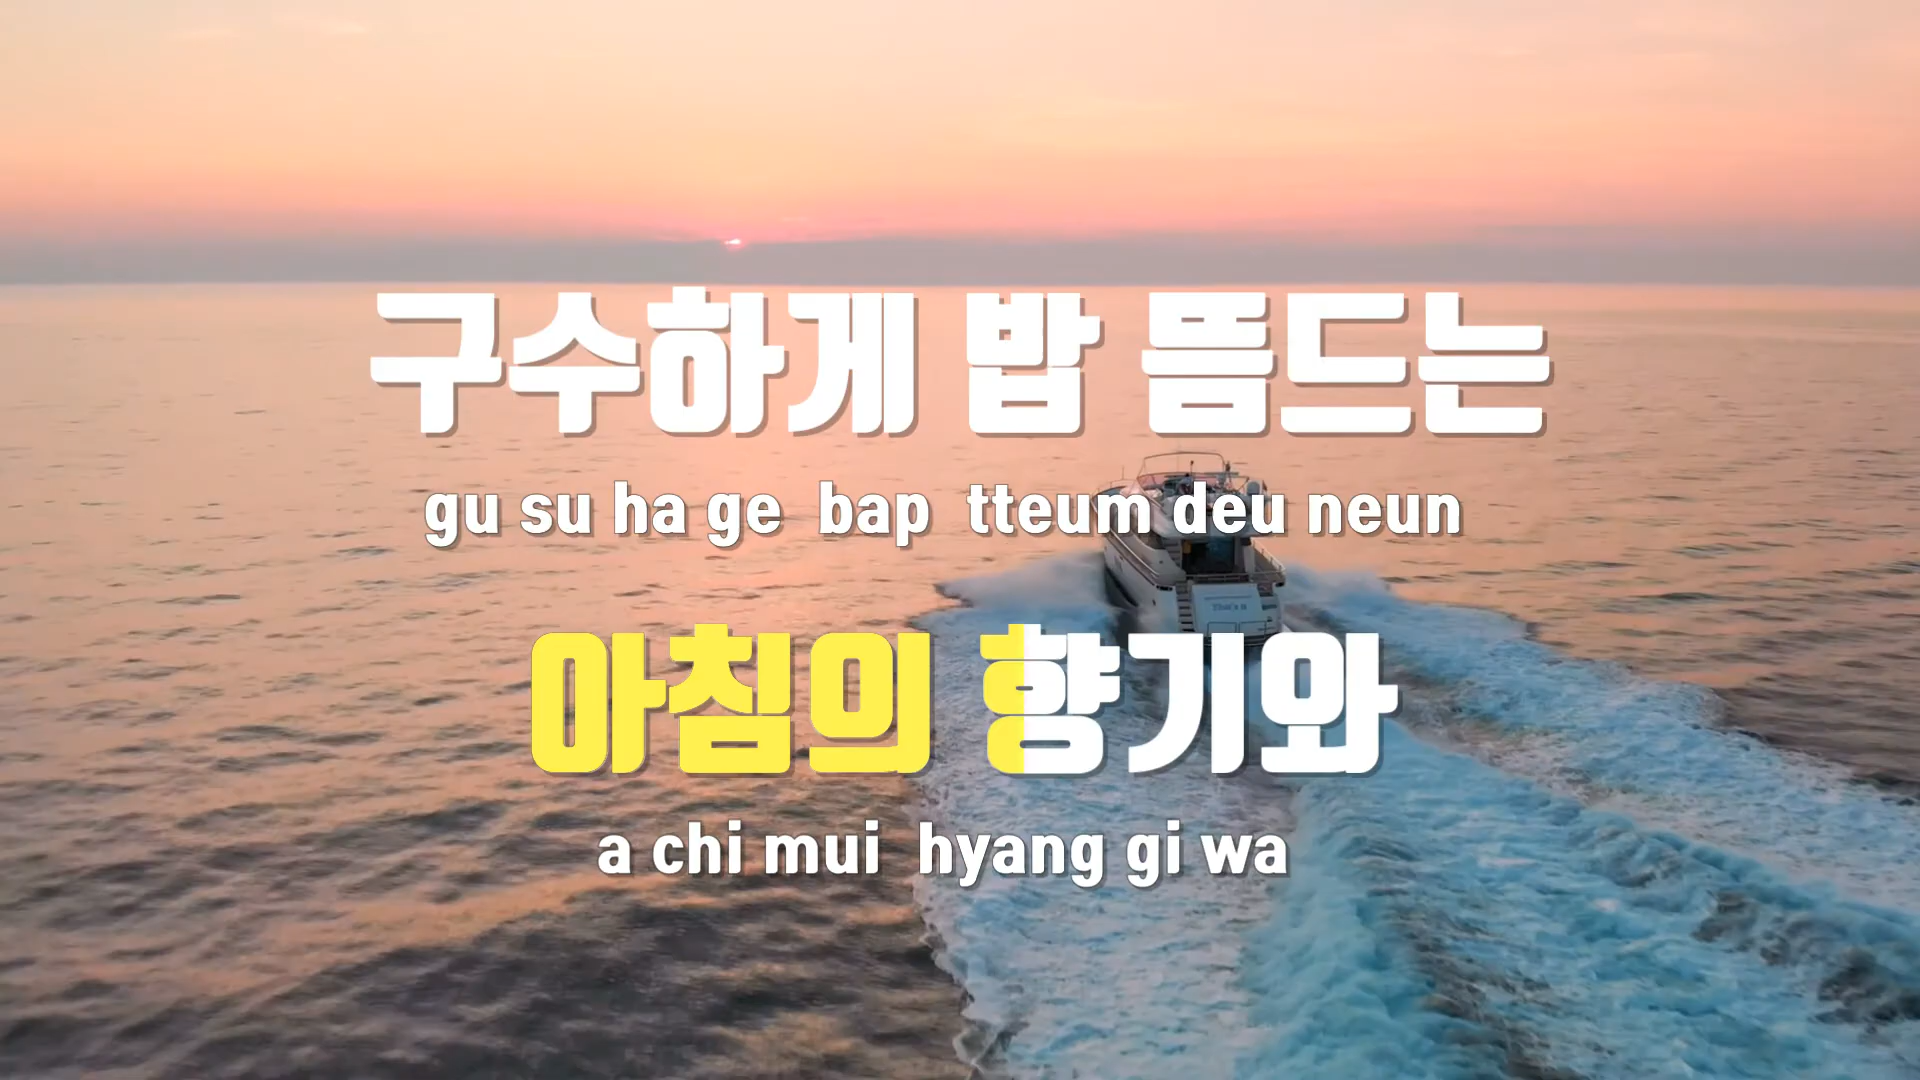 구수하게 밥 뜸드는
gu su ha ge bap tteum deu neun
아침의 향기와
a chi mui hyang gi wa